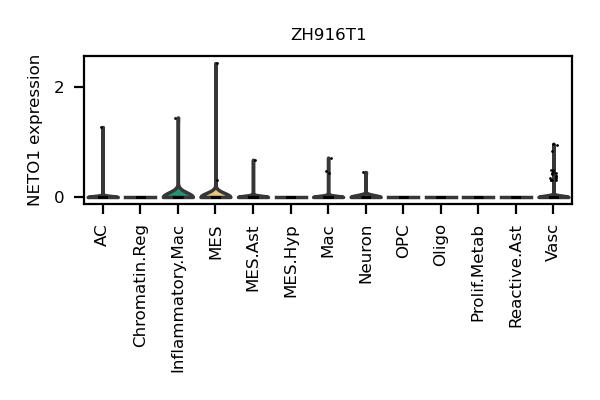 ZH916T1
NETO1 expression
2
0
AC
Chromatin.Reg
Inflammatory.Mac
MES
MES.Ast
MES.Hyp
Mac
Neuron
OPC
Oligo
Prolif.Metab
Reactive.Ast
Vasc